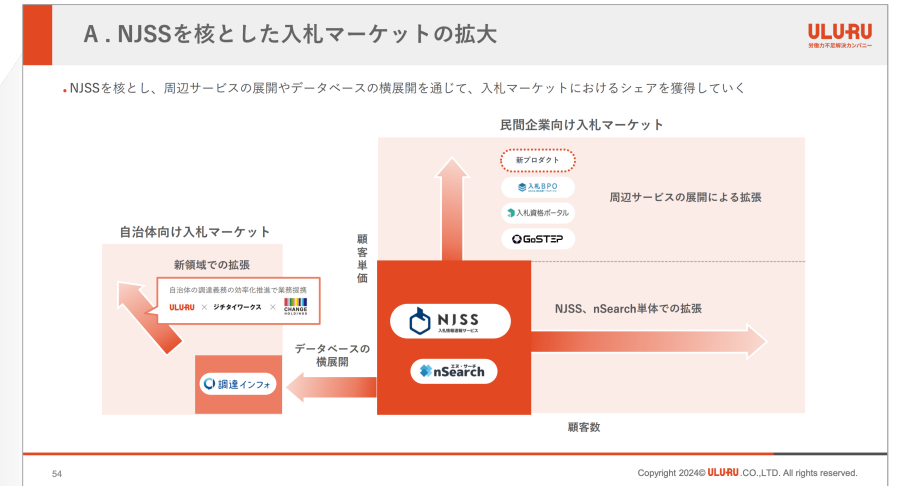 A . NJSSを核とした入札マーケットの拡大
ULURU
労働力不足解決カンパニー
• NJSSを核とし、周辺サービスの展開やデータベースの横展開を通じて、入札マーケットにおけるシェアを獲得していく
民間企業向け入札マーケット
新プロダクト
入札BPO
入札資格ポータル
GoSTEP
周辺サービスの展開による拡張
自治体向け入札マーケット
新領域での拡張
自治体の調達義務の効率化推進で業務提携
ULURU × ジチタイワークス × CHANGE HOLDINGS
顧客単価
NJSS
入札情報速報サービス
エヌ・サーチ
nSearch
NJSS、nSearch単体での拡張
データベースの
横展開
調達インフォ
顧客数
54
Copyright 2024© ULURU .CO.,LTD. All rights reserved.